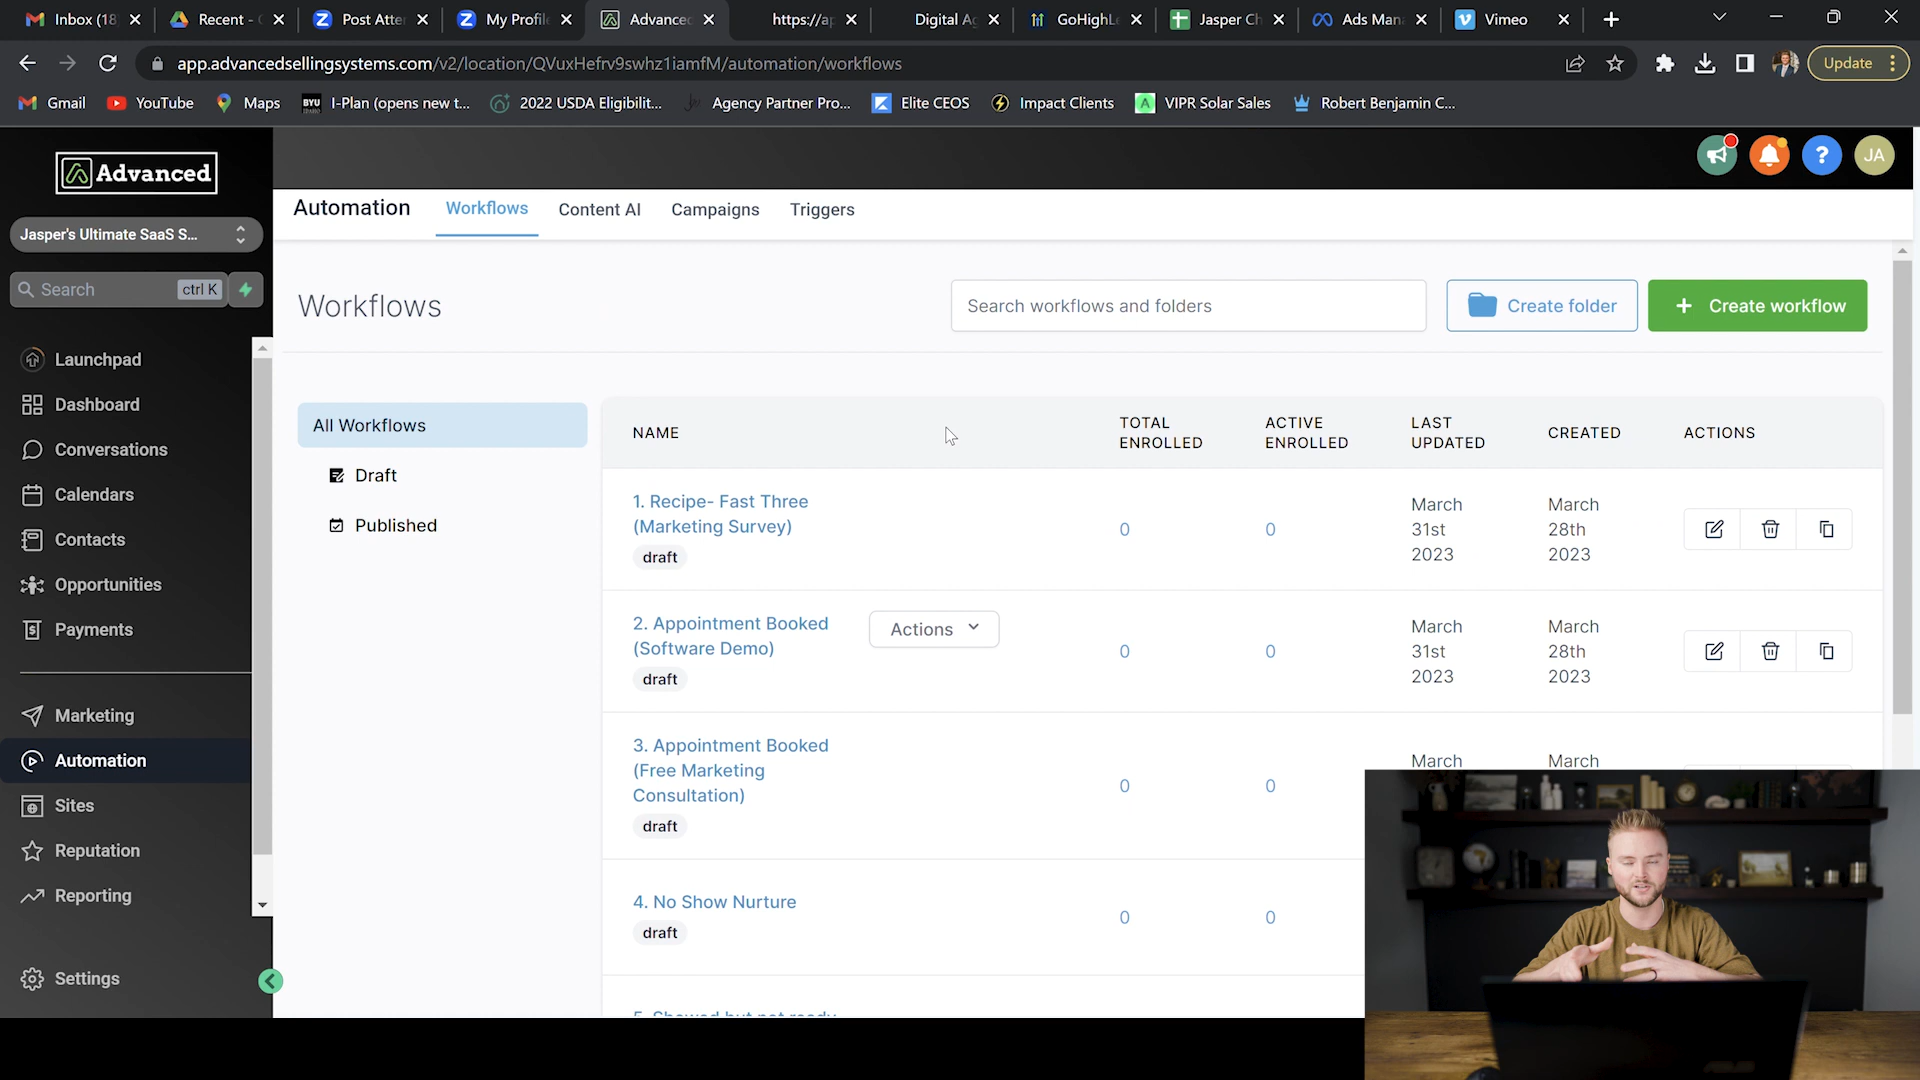 Inbox (18
Recent - G
Post Atte
My Profil
Advance
https://ap
Digital Ag
GoHighLe
Jasper Ch
Ads Man
Vimeo
app.advancedsellingsystems.com/v2/location/QVuxHefrv9swhz1iamfM/automation/workflows
Update
Gmail
YouTube
Maps
BYU
I-Plan (opens new t...
2022 USDA Eligibilit...
Agency Partner Pro...
Elite CEOS
Impact Clients
VIPR Solar Sales
Robert Benjamin C...
Advanced
JA
Jasper's Ultimate SaaS S...
Search
ctrl K
Launchpad
Dashboard
Conversations
Calendars
Contacts
Opportunities
Payments
Marketing
Automation
Sites
Reputation
Reporting
Settings
Automation
Workflows
Content AI
Campaigns
Triggers
Workflows
Search workflows and folders
Create folder
+ Create workflow
All Workflows
Draft
Published
NAME
TOTAL ENROLLED
ACTIVE ENROLLED
LAST UPDATED
CREATED
ACTIONS
1. Recipe- Fast Three
(Marketing Survey)
draft
0
0
March 31st 2023
March 28th 2023
2. Appointment Booked
(Software Demo)
draft
Actions
0
0
March 31st 2023
March 28th 2023
3. Appointment Booked
(Free Marketing
Consultation)
draft
0
0
March
March
4. No Show Nurture
draft
0
0